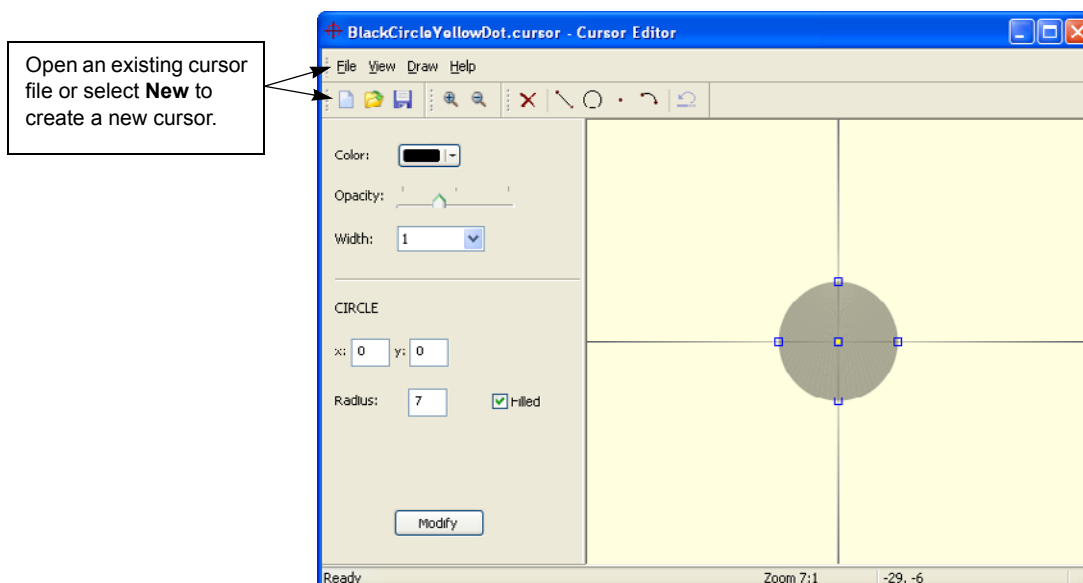 BlackCircleYellowDot.cursor - Cursor Editor
Open an existing cursor
file or select New to
create a new cursor.
File View Draw Help
Color:
Opacity:
Width: 1
CIRCLE
x: 0 y: 0
Radius: 7 Filled
Modify
Ready Zoom 7:1 -29, -6